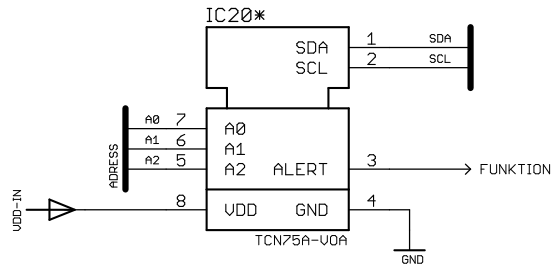 IC20*
SDA 1 SDA
SCL 2 SCL
A0 7 A0
A1 6 A1
A2 5 A2 ALERT 3 FUNKTION
ADRESS
VDD-IN 8 VDD GND 4
TCN75A-VOA
GND